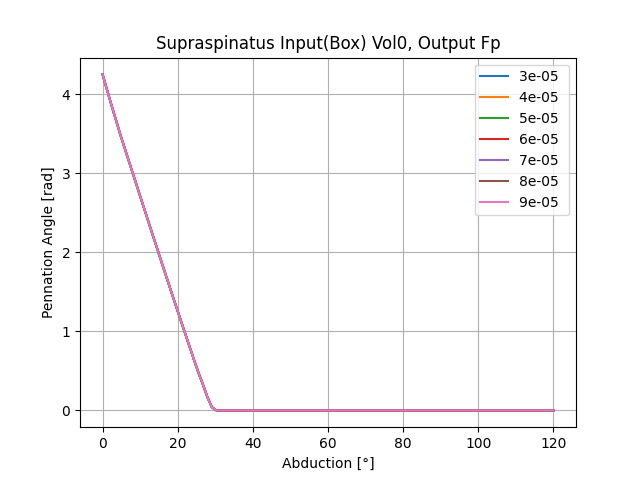 Supraspinatus Input(Box) Vol0, Output Fp
Pennation Angle [rad]
4
3
2
1
0
3e-05
4e-05
5e-05
6e-05
7e-05
8e-05
9e-05
0 20 40 60 80 100 120
Abduction [°]